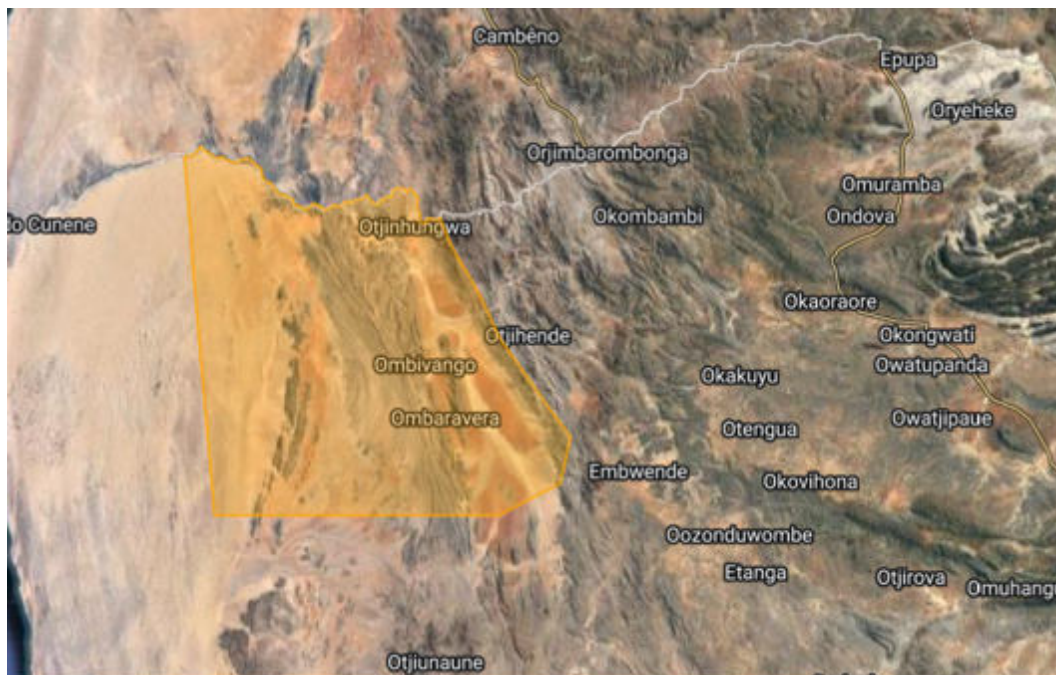 Cambêno
Epupa
Oryeheke
Orjimbarombonga
Omuramba
Okombambi
Ondova
do Cunene
Otjinhungwa
Okaoraore
Otjihende
Okongwati
Ombivango
Owatupanda
Okakuyu
Ombaravera
Owatjipaue
Otengua
Embwende
Okovihona
Oozonduwombe
Etanga
Otjirova
Omuhang
Otjiunaune